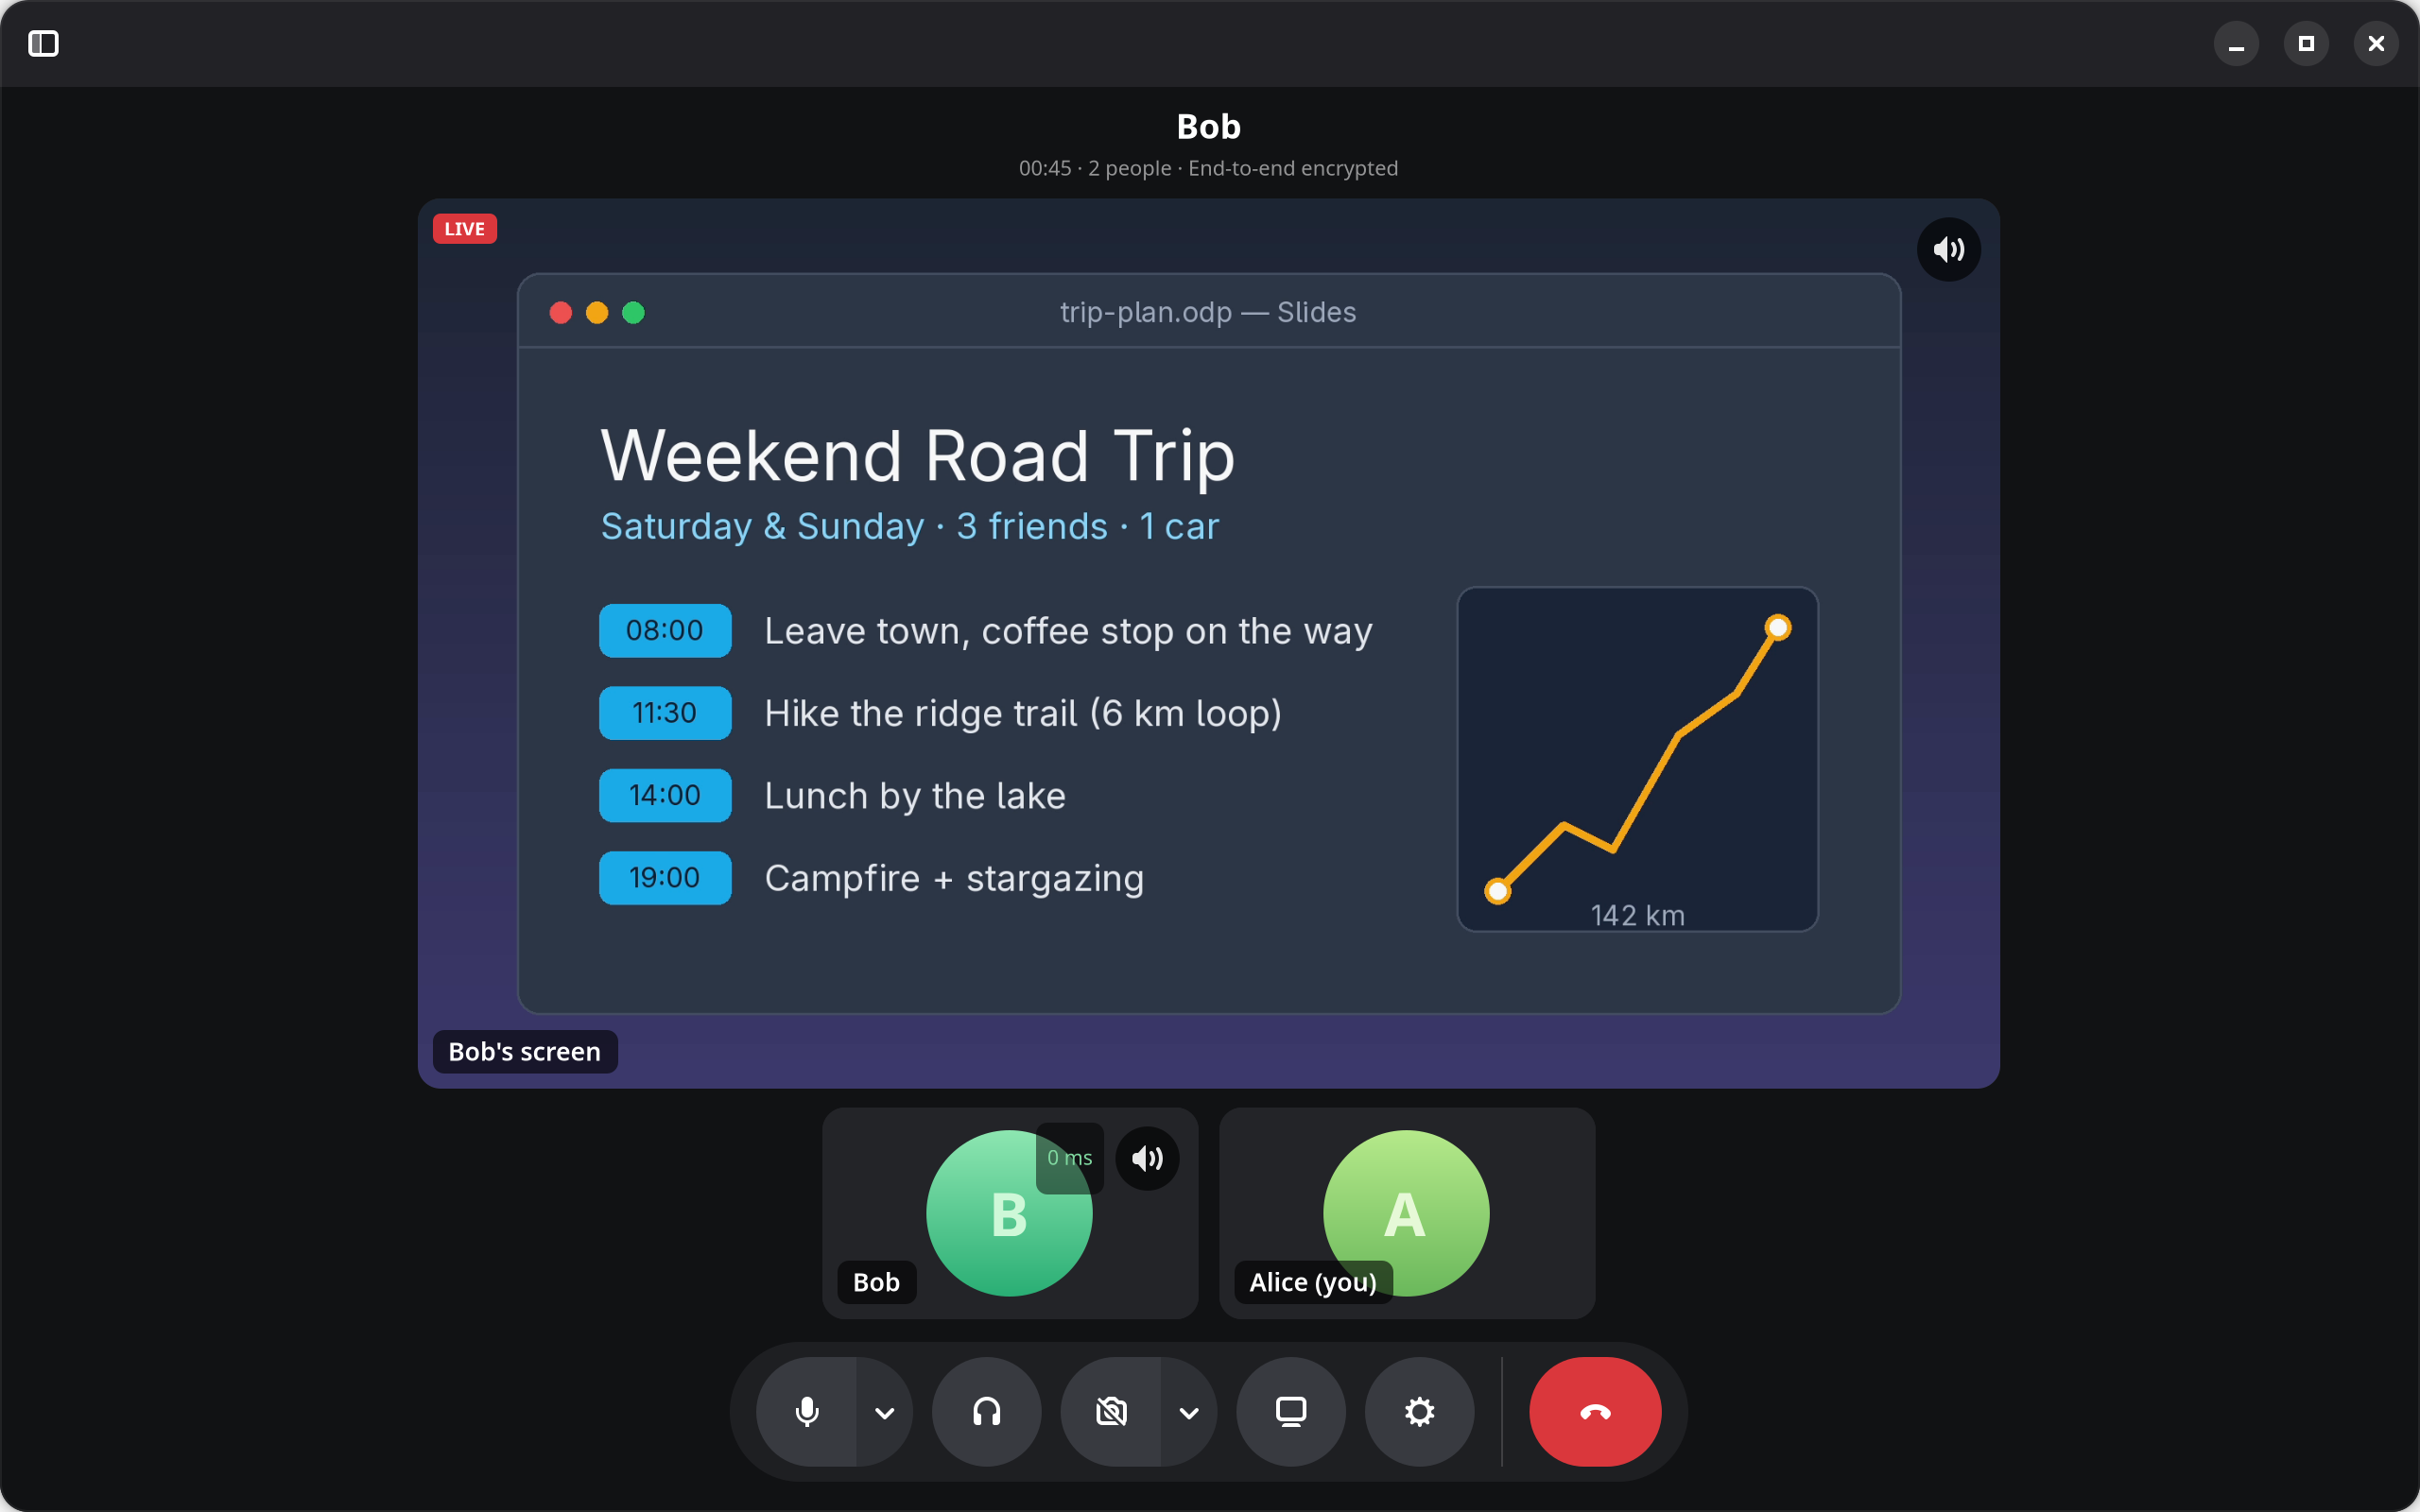 Bob
00:45 · 2 people · End-to-end encrypted
LIVE
trip-plan.odp — Slides
Weekend Road Trip
Saturday & Sunday · 3 friends · 1 car
08:00 Leave town, coffee stop on the way
11:30 Hike the ridge trail (6 km loop)
14:00 Lunch by the lake
19:00 Campfire + stargazing
142 km
Bob's screen
0 ms
B
Bob
A
Alice (you)